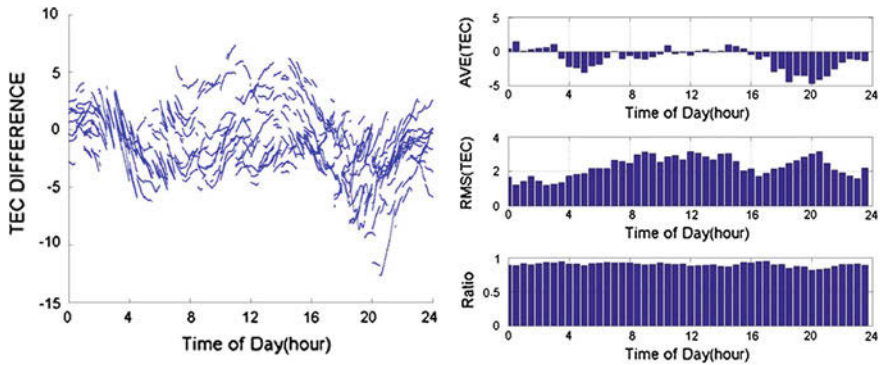 10
5
0
-5
-10
-15
TEC DIFFERENCE
0 4 8 12 16 20 24
Time of Day(hour)
5
0
-5
AVE(TEC)
0 4 8 12 16 20 24
Time of Day(hour)
4
2
0
RMS(TEC)
0 4 8 12 16 20 24
Time of Day(hour)
1
0.5
0
Ratio
0 4 8 12 16 20 24
Time of Day(hour)